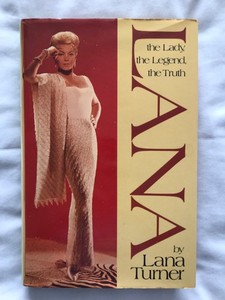 the Lady,
the Legend,
the Truth
LANA
by
Lana
Turner